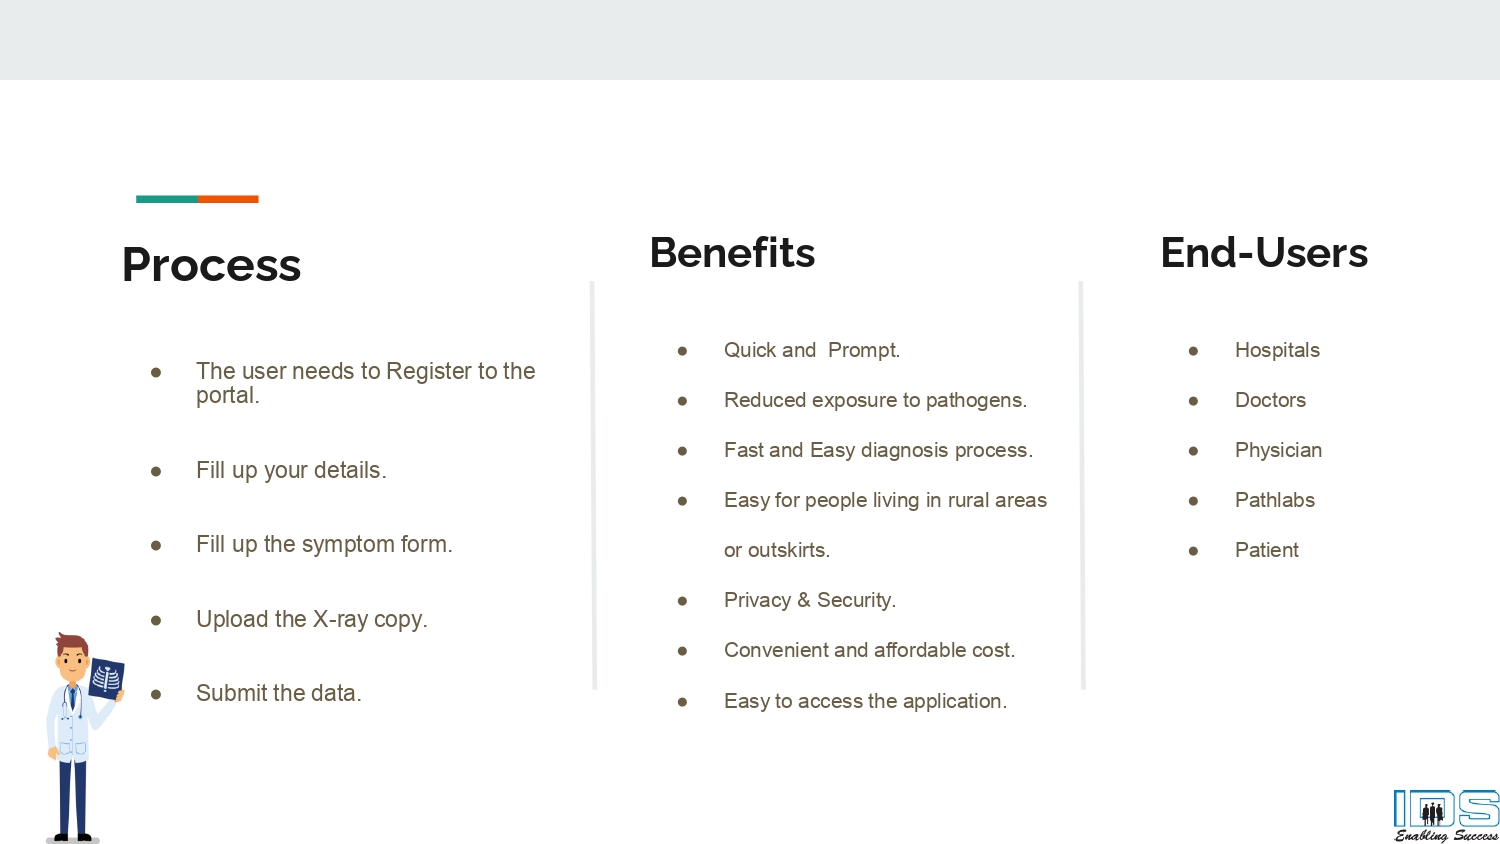 Process
● The user needs to Register to the
portal.
● Fill up your details.
● Fill up the symptom form.
● Upload the X-ray copy.
● Submit the data.
Benefits
● Quick and  Prompt.
● Reduced exposure to pathogens.
● Fast and Easy diagnosis process.
● Easy for people living in rural areas
or outskirts.
● Privacy & Security.
● Convenient and affordable cost.
● Easy to access the application.
End-Users
● Hospitals
● Doctors
● Physician
● Pathlabs
● Patient
IDS
Enabling Success